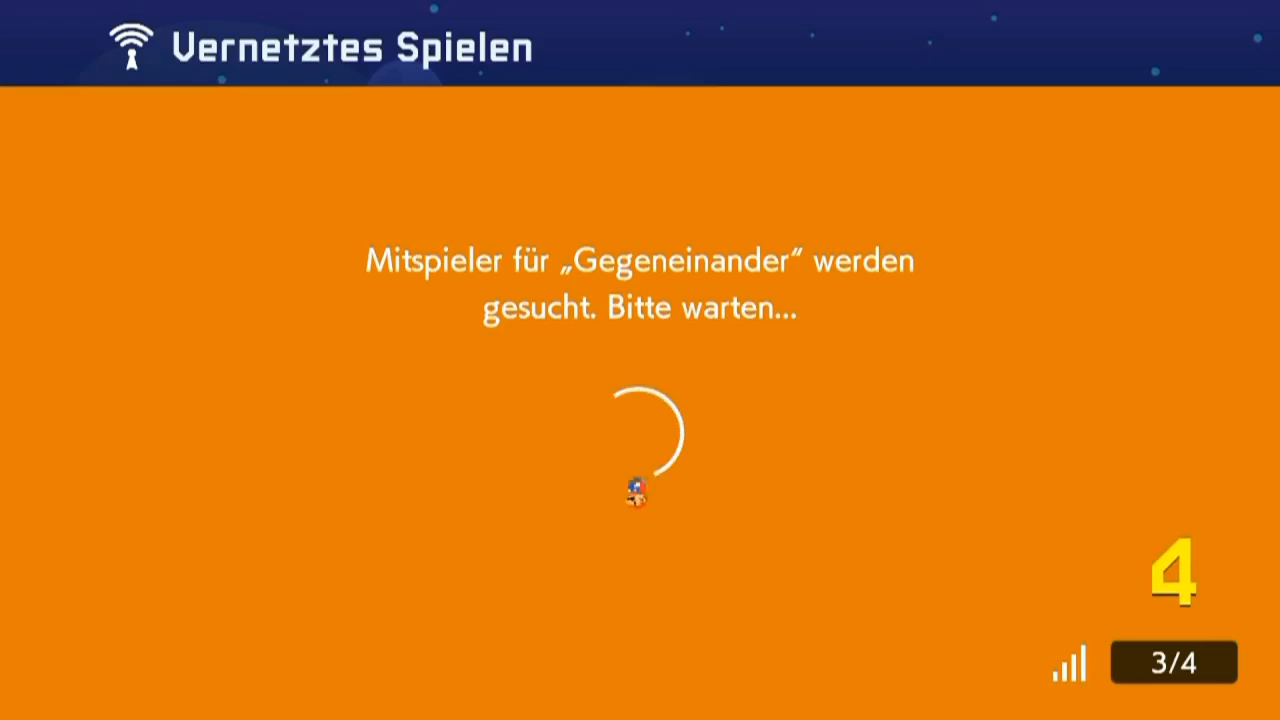 Vernetztes Spielen
Mitspieler für „Gegeneinander“ werden
gesucht. Bitte warten...
4
3/4